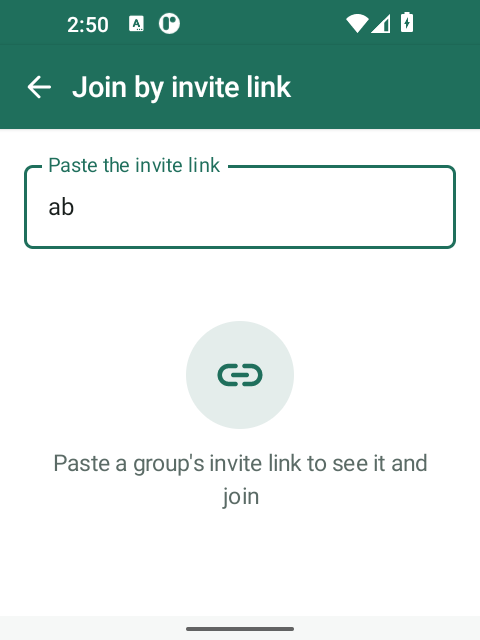 2:50
Join by invite link
Paste the invite link
ab
Paste a group's invite link to see it and
join